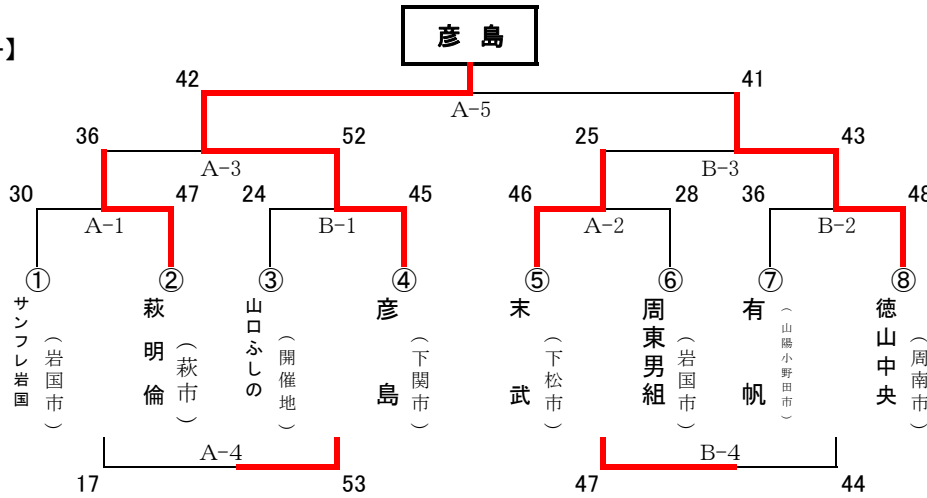 彦 島
】
42
41
A-5
36
52
25
43
A-3
B-3
30
47
24
45
46
28
36
48
A-1
B-1
A-2
B-2
①
②
③
④
⑤
⑥
⑦
⑧
サンフレ岩国
（岩国市）
萩明倫
（萩市）
山口ふしの
（開催地）
彦島
（下関市）
末武
（下松市）
周東男組
（岩国市）
有帆
（山陽小野田市）
徳山中央
（周南市）
A-4
B-4
17
53
47
44